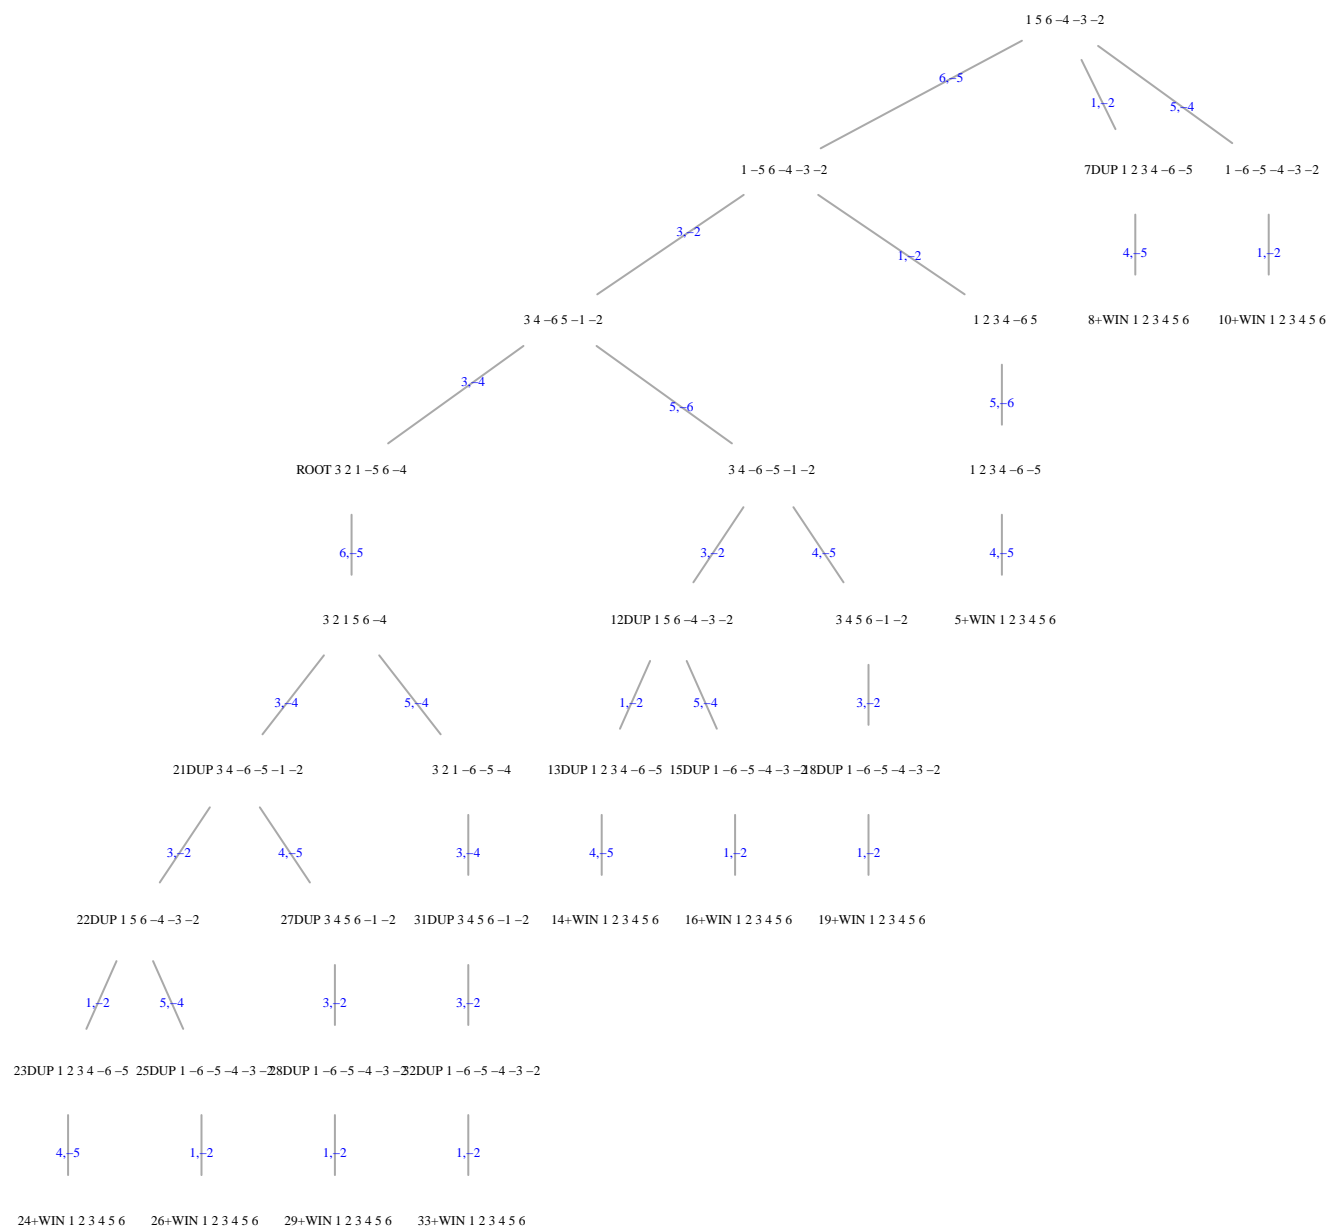 1 5 6 −4 −3 −2
6,−5
1,−2
5,−4
1 −5 6 −4 −3 −2
7DUP 1 2 3 4 −6 −5
1 −6 −5 −4 −3 −2
3,−2
1,−2
4,−5
1,−2
3 4 −6 5 −1 −2
1 2 3 4 −6 5
8+WIN 1 2 3 4 5 6
10+WIN 1 2 3 4 5 6
3,−4
5,−6
5,−6
ROOT 3 2 1 −5 6 −4
3 4 −6 −5 −1 −2
1 2 3 4 −6 −5
6,−5
3,−2
4,−5
4,−5
3 2 1 5 6 −4
12DUP 1 5 6 −4 −3 −2
3 4 5 6 −1 −2
5+WIN 1 2 3 4 5 6
3,−4
5,−4
1,−2
5,−4
3,−2
21DUP 3 4 −6 −5 −1 −2
3 2 1 −6 −5 −4
13DUP 1 2 3 4 −6 −5
15DUP 1 −6 −5 −4 −3 −2
18DUP 1 −6 −5 −4 −3 −2
3,−2
4,−5
3,−4
4,−5
1,−2
1,−2
22DUP 1 5 6 −4 −3 −2
27DUP 3 4 5 6 −1 −2
31DUP 3 4 5 6 −1 −2
14+WIN 1 2 3 4 5 6
16+WIN 1 2 3 4 5 6
19+WIN 1 2 3 4 5 6
1,−2
5,−4
3,−2
3,−2
23DUP 1 2 3 4 −6 −5
25DUP 1 −6 −5 −4 −3 −2
28DUP 1 −6 −5 −4 −3 −2
32DUP 1 −6 −5 −4 −3 −2
4,−5
1,−2
1,−2
1,−2
24+WIN 1 2 3 4 5 6
26+WIN 1 2 3 4 5 6
29+WIN 1 2 3 4 5 6
33+WIN 1 2 3 4 5 6